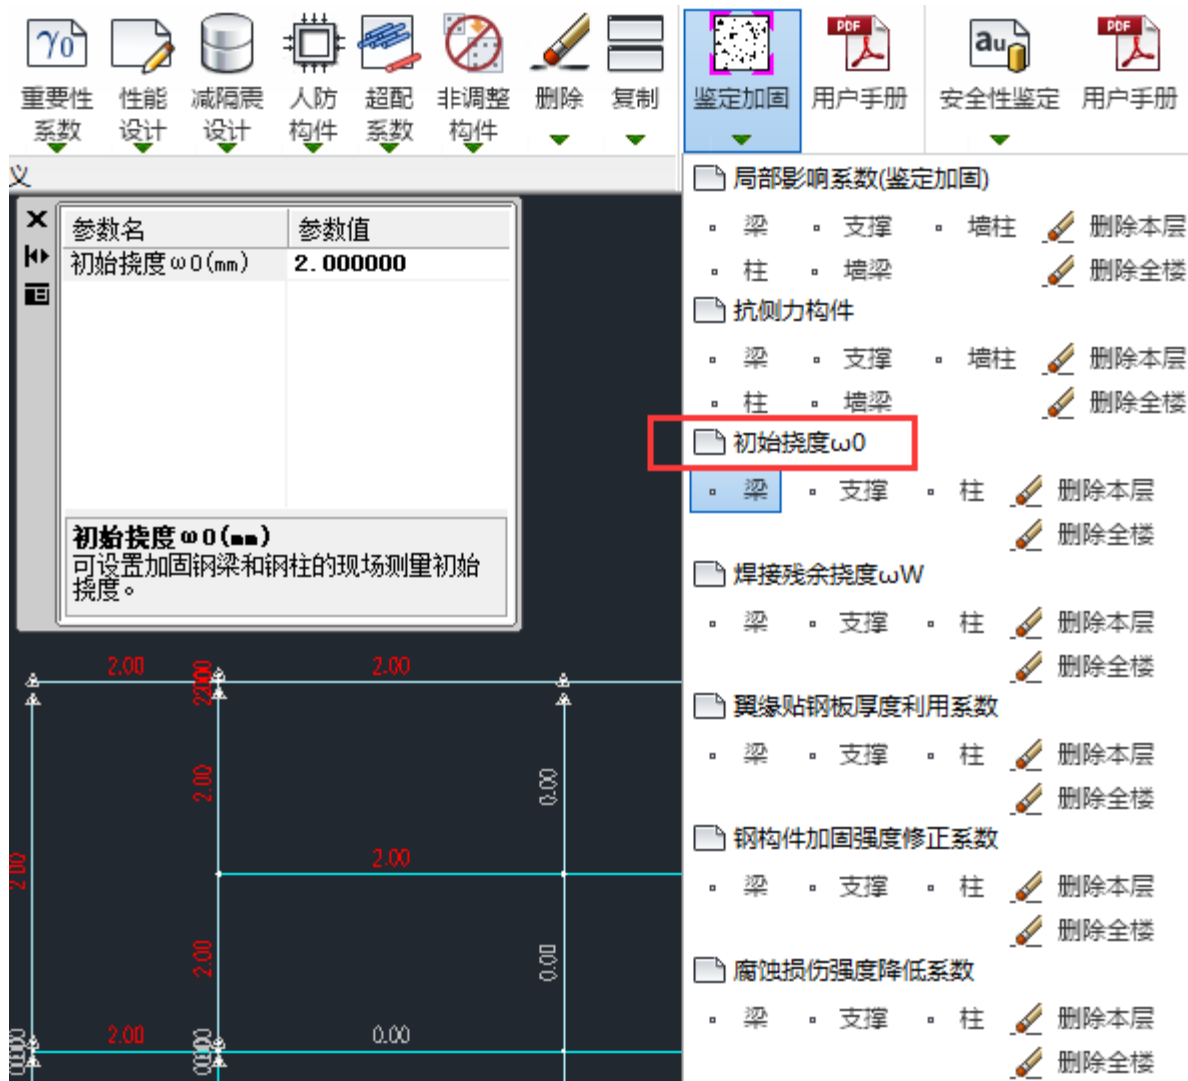 γ0
重要性
系数
性能
设计
减隔震
设计
人防
构件
超配
系数
非调整
构件
删除
复制
鉴定加固
PDF
用户手册
au
安全性鉴定
PDF
用户手册
义
参数名 参数值
初始挠度ω0(mm) 2.000000
初始挠度ω0(mm)
可设置加固钢梁和钢柱的现场测量初始
挠度。
局部影响系数(鉴定加固)
梁 支撑 墙柱 删除本层
柱 墙梁 删除全楼
抗侧力构件
梁 支撑 墙柱 删除本层
柱 墙梁 删除全楼
初始挠度ω0
梁 支撑 柱 删除本层
删除全楼
焊接残余挠度ωW
梁 支撑 柱 删除本层
删除全楼
翼缘贴钢板厚度利用系数
梁 支撑 柱 删除本层
删除全楼
钢构件加固强度修正系数
梁 支撑 柱 删除本层
删除全楼
腐蚀损伤强度降低系数
梁 支撑 柱 删除本层
删除全楼
2.00
2.00
2.00
0.00
2.00
2.00
2.00
0.00
2.00
0.00